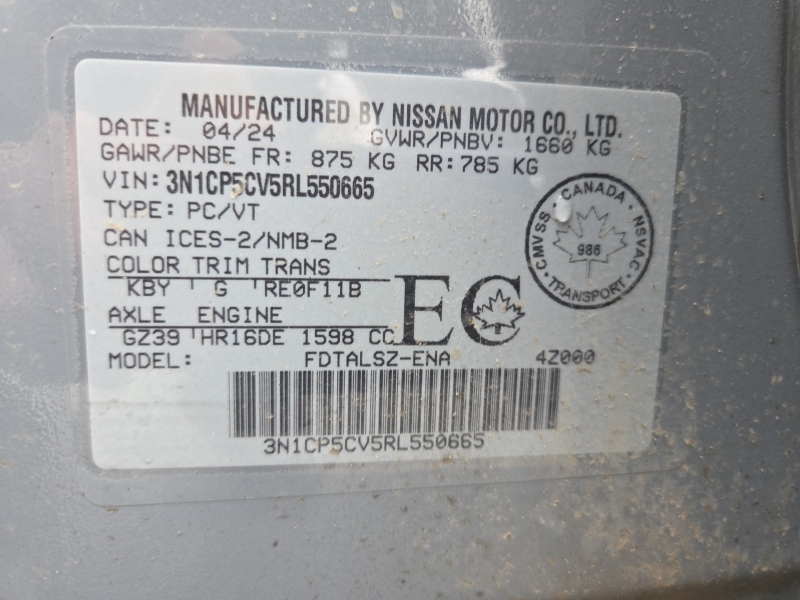 MANUFACTURED BY NISSAN MOTOR CO., LTD.
DATE: 04/24 GVWR/PNBV: 1660 KG
GAWR/PNBE FR: 875 KG RR: 785 KG
VIN: 3N1CP5CV5RL550665
TYPE: PC/VT
CAN ICES-2/NMB-2
COLOR TRIM TRANS
KBY G RE0F11B
AXLE ENGINE
GZ39 HR16DE 1598 CC
EC
MODEL: FDTALSZ-ENA 4Z000
3N1CP5CV5RL550665
CANADA
CMVSS
NSVAC
986
TRANSPORT